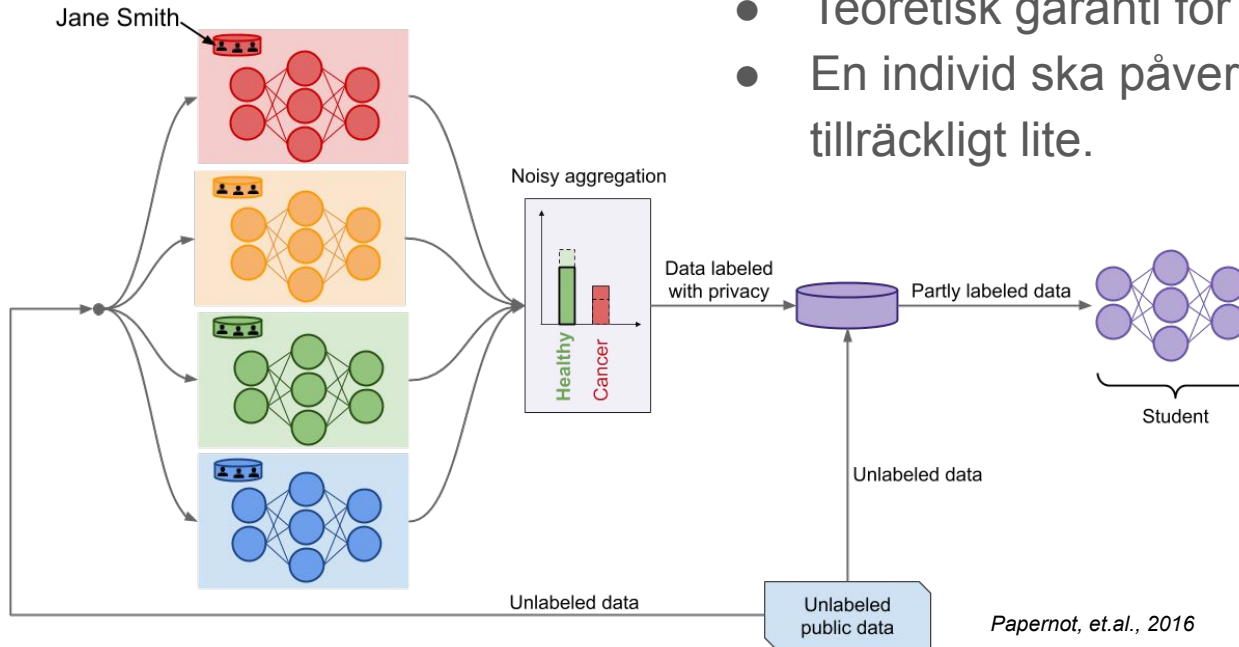 Teoretisk garanti för
En individ ska
tillräckligt lite.
Jane Smith
Noisy aggregation
Healthy
Cancer
Data labeled
with privacy
Partly labeled data
Student
Unlabeled data
Unlabeled data
Unlabeled
public data
Papernot, et.al., 2016